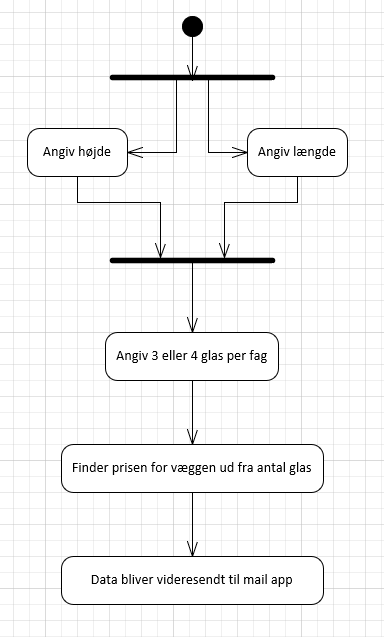 Angiv højde
Angiv længde
Angiv 3 eller 4 glas per fag
Finder prisen for væggen ud fra antal glas
Data bliver videresendt til mail app